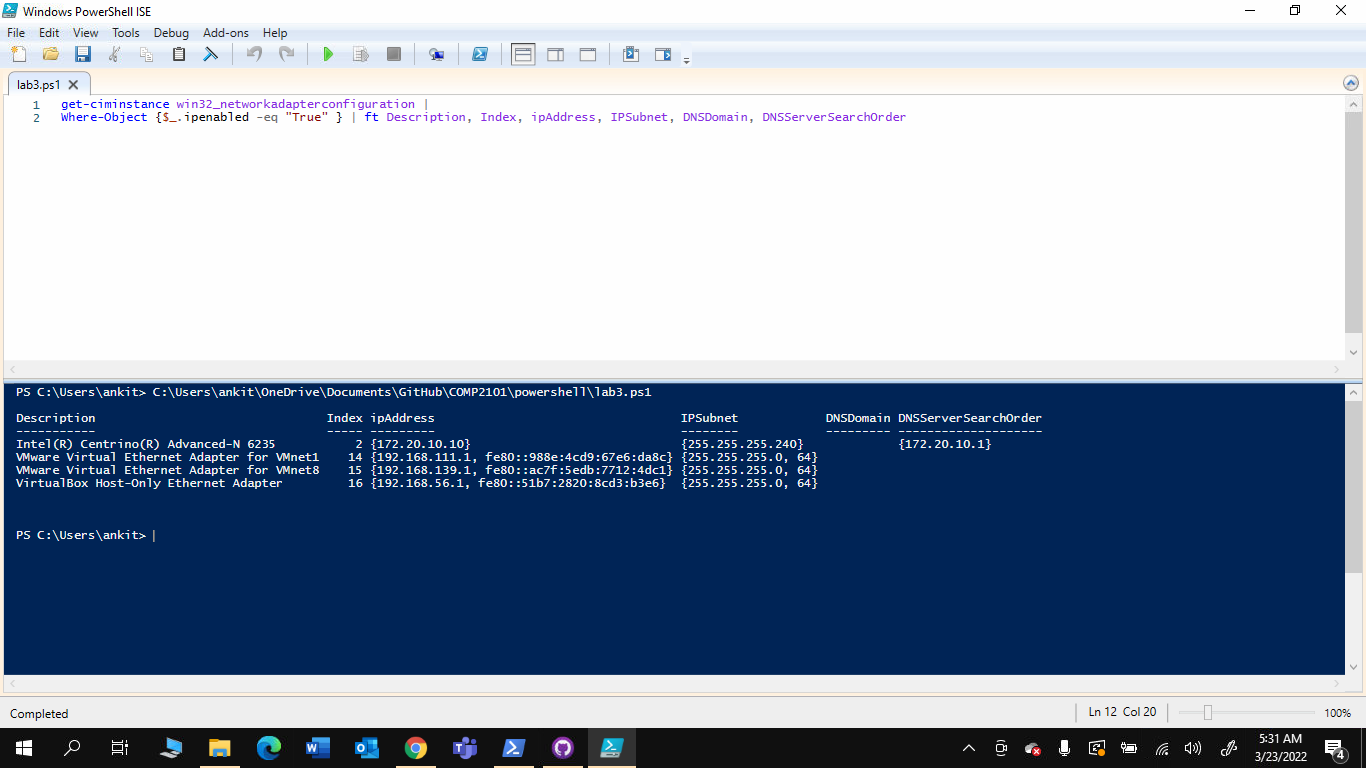 Windows PowerShell ISE
File Edit View Tools Debug Add-ons Help
lab3.ps1
1 get-ciminstance win32_networkadapterconfiguration |
2 Where-Object {$_.ipenabled -eq "True" } | ft Description, Index, ipAddress, IPSubnet, DNSDomain, DNSServerSearchOrder
PS C:\Users\ankit> C:\Users\ankit\OneDrive\Documents\GitHub\COMP2101\powershell\lab3.ps1
Description Index ipAddress IPSubnet DNSDomain DNSServerSearchOrder
----------- ----- --------- -------- --------- --------------------
Intel(R) Centrino(R) Advanced-N 6235 2 {172.20.10.10} {255.255.255.240} {172.20.10.1}
VMware Virtual Ethernet Adapter for VMnet1 14 {192.168.111.1, fe80::988e:4cd9:67e6:da8c} {255.255.255.0, 64}
VMware Virtual Ethernet Adapter for VMnet8 15 {192.168.139.1, fe80::ac7f:5edb:7712:4dc1} {255.255.255.0, 64}
VirtualBox Host-Only Ethernet Adapter 16 {192.168.56.1, fe80::51b7:2820:8cd3:b3e6} {255.255.255.0, 64}
PS C:\Users\ankit>
Completed
Ln 12 Col 20
100%
5:31 AM
3/23/2022
4